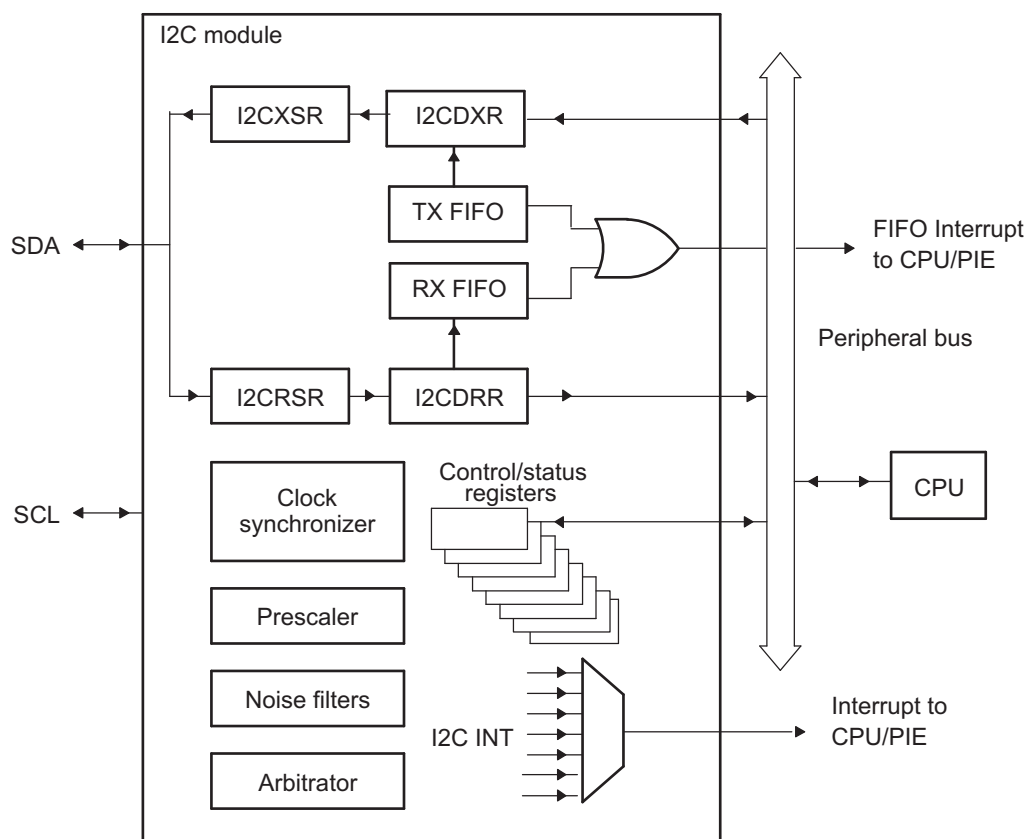 I2C module
I2CXSR
I2CDXR
TX FIFO
RX FIFO
SDA
FIFO Interrupt
to CPU/PIE
Peripheral bus
I2CRSR
I2CDRR
Control/status
registers
Clock
synchronizer
SCL
CPU
Prescaler
Noise filters
I2C INT
Interrupt to
CPU/PIE
Arbitrator